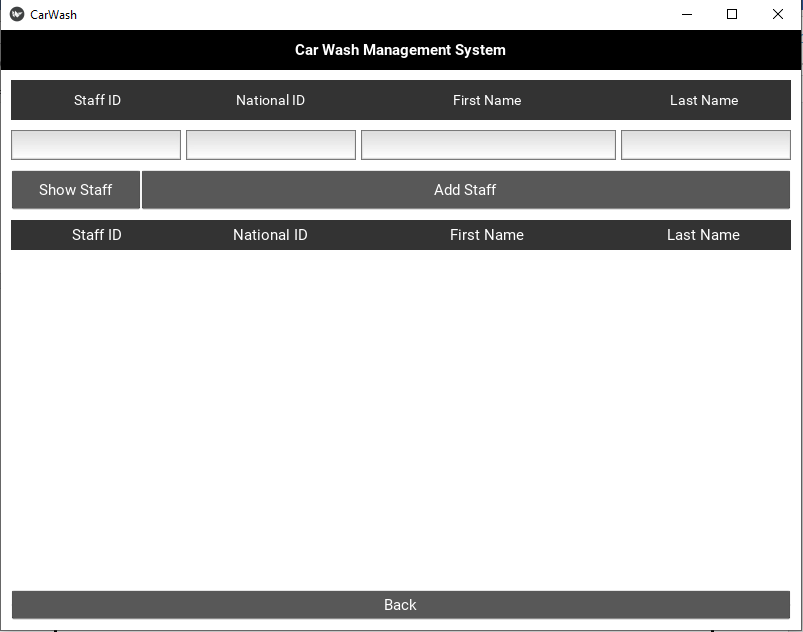 CarWash
Car Wash Management System
Staff ID National ID First Name Last Name
Show Staff Add Staff
Staff ID National ID First Name Last Name
Back